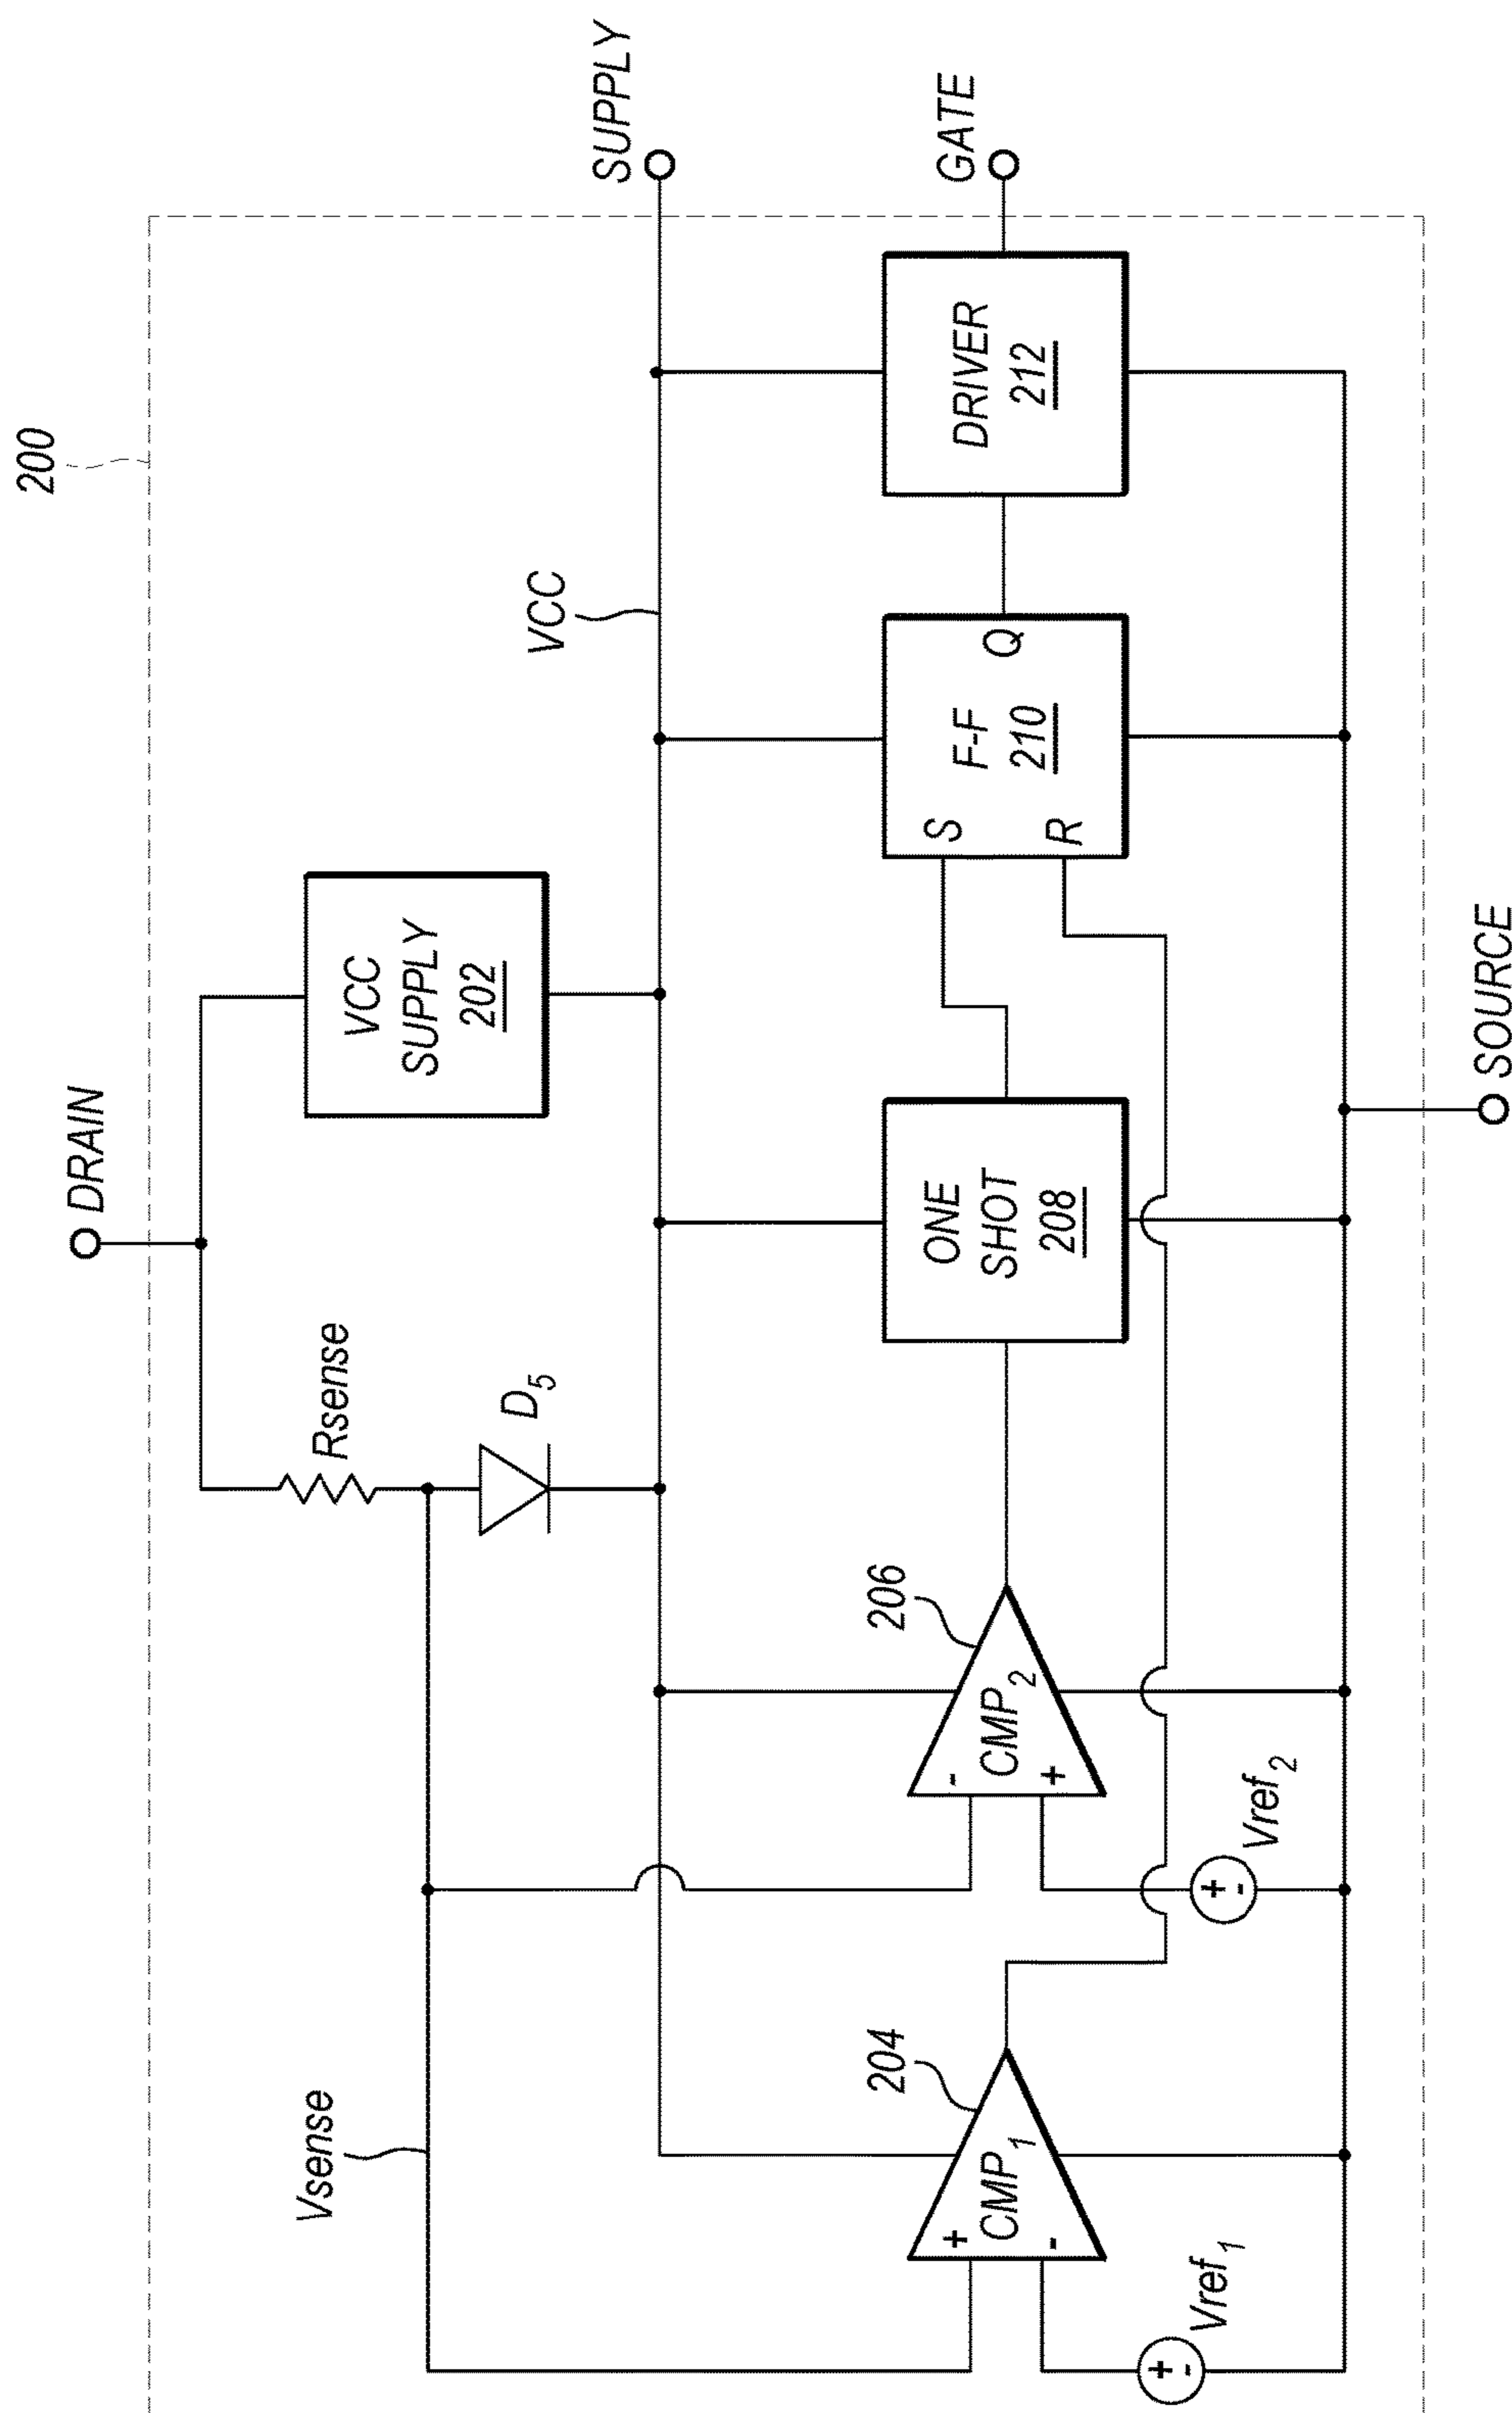 200
DRAIN
SUPPLY
VCC
SUPPLY
202
Rsense
D5
VCC
Vsense
204
206
+
-
CMP1
-
+
CMP2
ONE
SHOT
208
S
R
F-F
210
Q
DRIVER
212
GATE
+
-
Vref1
+
-
Vref2
SOURCE